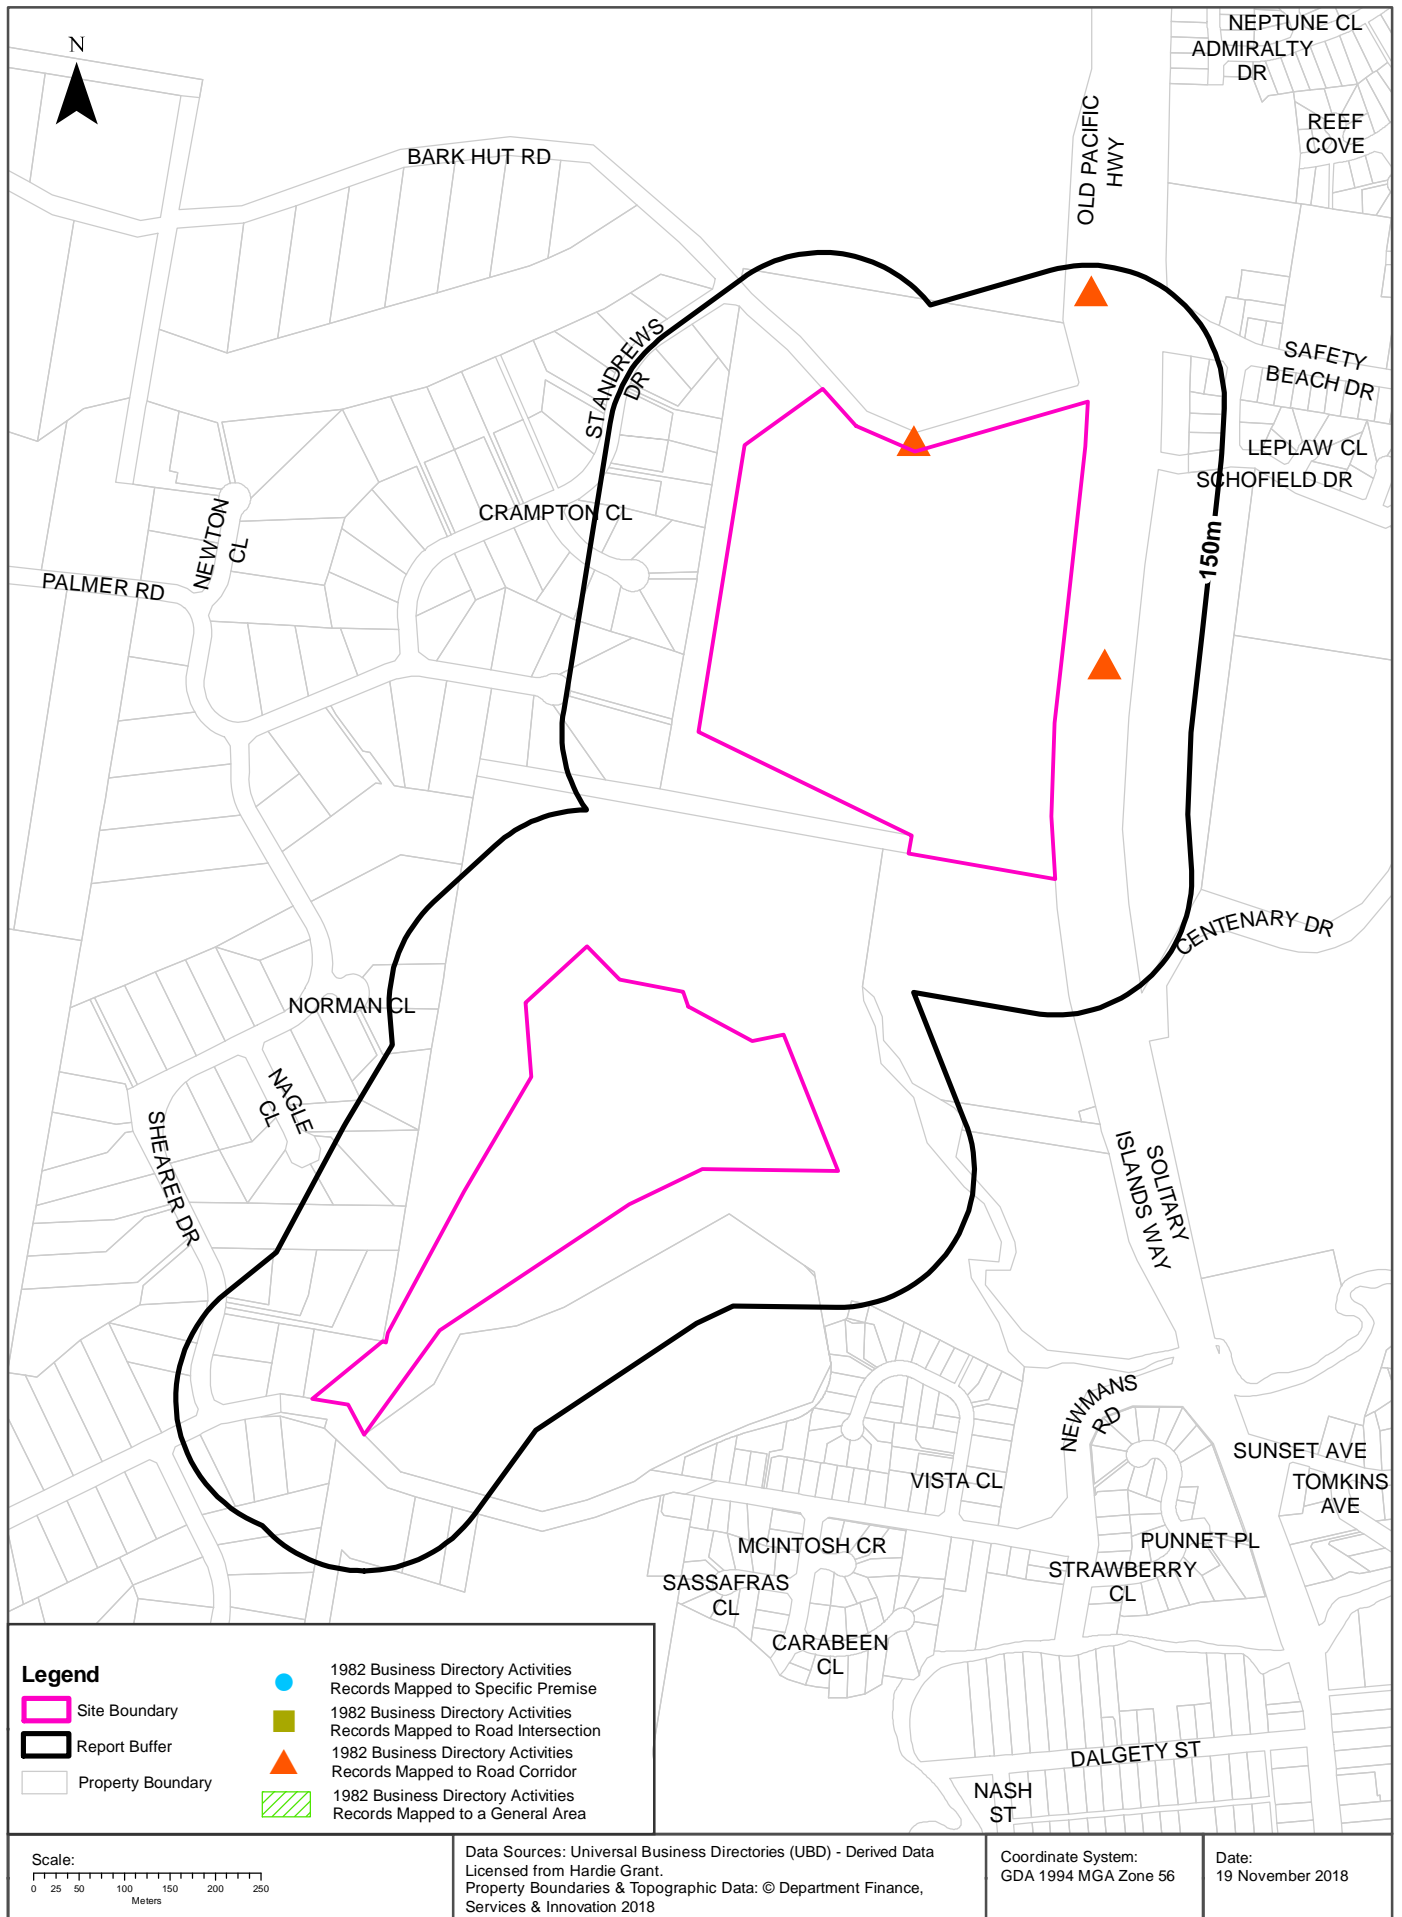 N
NEPTUNE CL
ADMIRALTY
DR
REEF
COVE
OLD PACIFIC
HWY
BARK HUT RD
ST ANDREWS
DR
SAFETY
BEACH DR
LEPLAW CL
SCHOFIELD DR
CRAMPTON CL
NEWTON
CL
150m
PALMER RD
CENTENARY DR
NORMAN CL
NAGLE
CL
SHEARER DR
SOLITARY
ISLANDS WAY
NEWMANS
RD
SUNSET AVE
TOMKINS
AVE
VISTA CL
PUNNET PL
MCINTOSH CR
STRAWBERRY
CL
SASSAFRAS
CL
CARABEEN
CL
DALGETY ST
NASH
ST
Legend
Site Boundary
Report Buffer
Property Boundary
1982 Business Directory Activities
Records Mapped to Specific Premise
1982 Business Directory Activities
Records Mapped to Road Intersection
1982 Business Directory Activities
Records Mapped to Road Corridor
1982 Business Directory Activities
Records Mapped to a General Area
Scale:
0 25 50 100 150 200 250
Meters
Data Sources: Universal Business Directories (UBD) - Derived Data
Licensed from Hardie Grant.
Property Boundaries & Topographic Data: © Department Finance,
Services & Innovation 2018
Coordinate System:
GDA 1994 MGA Zone 56
Date:
19 November 2018